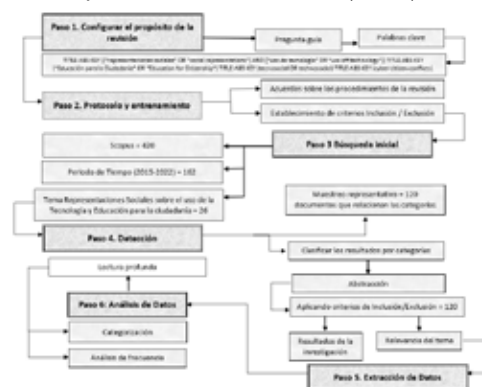 Paso 1. Configurar el propósito de la
revisión
Pregunta guía
Palabras clave
Paso 2. Protocolo y entrenamiento
Acuerdos sobre los procedimientos de la revisión
Establecimiento de criterios Inclusión / Exclusión
Paso 3 Búsqueda inicial
Scopus = 420
Periodo de Tiempo (2015-2022) = 162
Tema Representaciones Sociales sobre el uso de la
Tecnología y Educación para la ciudadanía = 26
Muestreo representativo = 120
documentos que relacionan las categorías
Paso 4. Detección
Clasificar los resultados por categorías
Lectura profunda
Abstracción
Paso 6: Análisis de Datos
Aplicando criterios de Inclusión/Exclusión = 120
Categorización
Resultados de la
investigación
Relevancia del tema
Análisis de frecuencia
Paso 5. Extracción de Datos